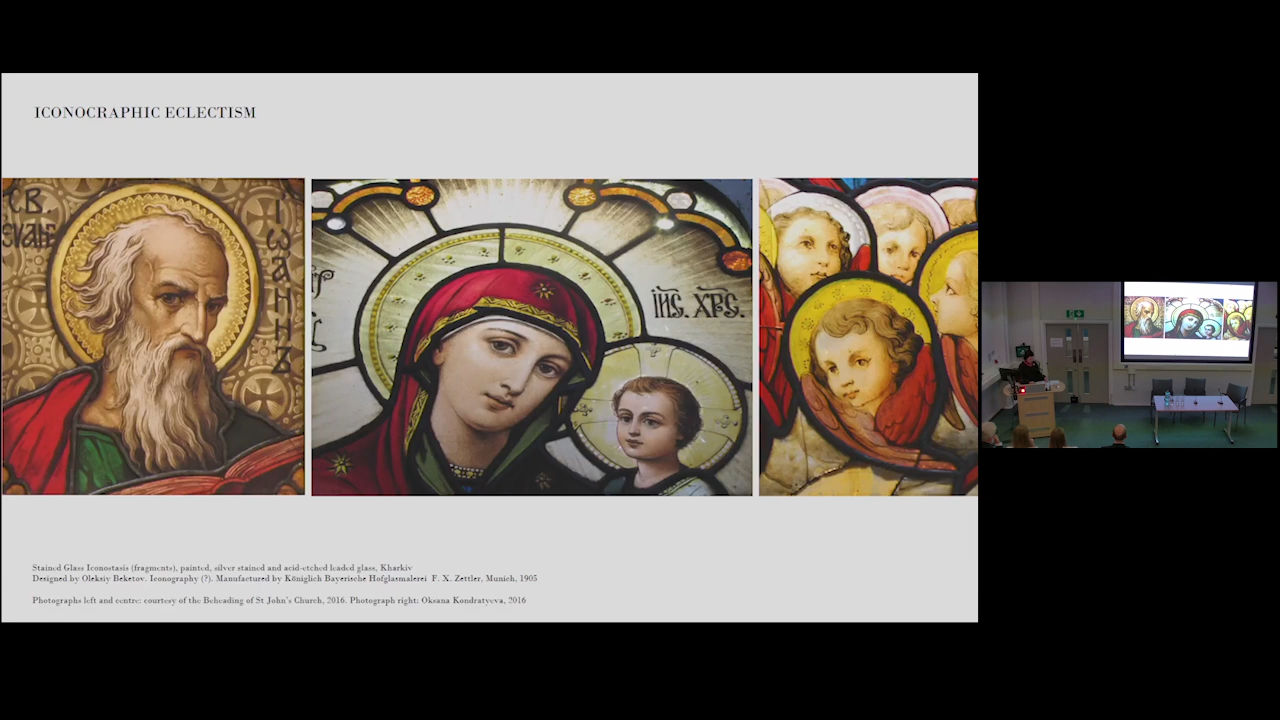 ICONOGRAPHIC ECLECTISM
СВ.
ЕVАНГ
ІѠАННЪ
І҃ИС. ХРС.
Stained Glass Iconostasis (fragments), painted, silver stained and acid-etched leaded glass, Kharkiv
Designed by Oleksiy Beketov. Iconography (?). Manufactured by Königlich Bayerische Hofglasmalerei F. X. Zettler, Munich, 1905
Photographs left and centre: courtesy of the Beheading of St John's Church, 2016. Photograph right: Oksana Kondratyeva, 2016